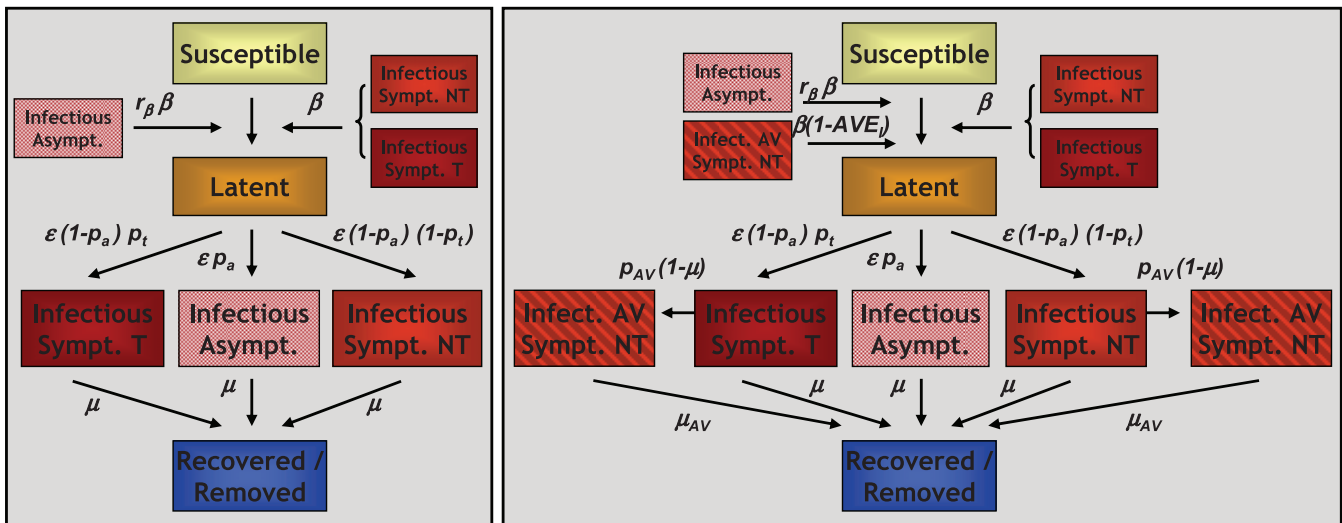 Susceptible
Infectious
Sympt. NT
r_β β
β
Infectious
Asympt.
Infectious
Sympt. T
Latent
ε(1-p_a) p_t
ε p_a
ε(1-p_a) (1-p_t)
Infectious
Sympt. T
Infectious
Asympt.
Infectious
Sympt. NT
μ
μ
μ
Recovered /
Removed
Susceptible
Infectious
Asympt.
r_β β
Infectious
Sympt. NT
β
β(1-AVE_I)
Infect. AV
Sympt. NT
Infectious
Sympt. T
Latent
ε(1-p_a) p_t
ε p_a
ε(1-p_a) (1-p_t)
p_AV (1-μ)
p_AV (1-μ)
Infect. AV
Sympt. NT
Infectious
Sympt. T
Infectious
Asympt.
Infectious
Sympt. NT
Infect. AV
Sympt. NT
μ
μ
μ
μ_AV
μ_AV
Recovered /
Removed